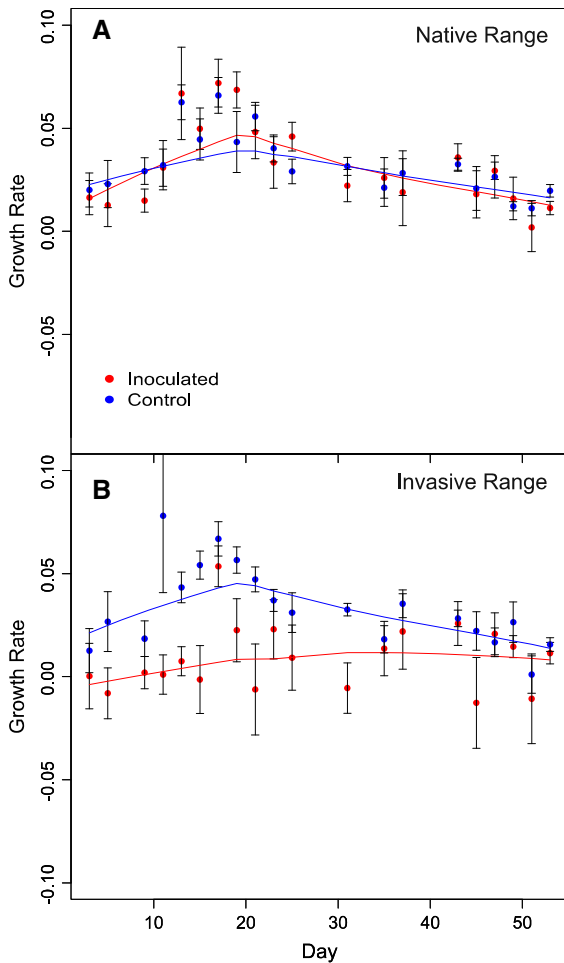 A
Native Range
0.10
0.05
0.00
-0.05
Growth Rate
Inoculated
Control
B
Invasive Range
0.10
0.05
0.00
-0.05
-0.10
Growth Rate
10 20 30 40 50
Day